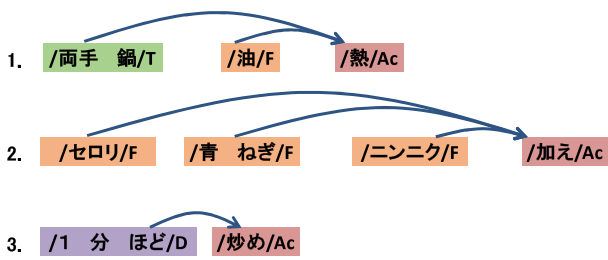 1. /両手　鍋/T /油/F /熱/Ac
2. /セロリ/F /青　ねぎ/F /ニンニク/F /加え/Ac
3. /１　分　ほど/D /炒め/Ac